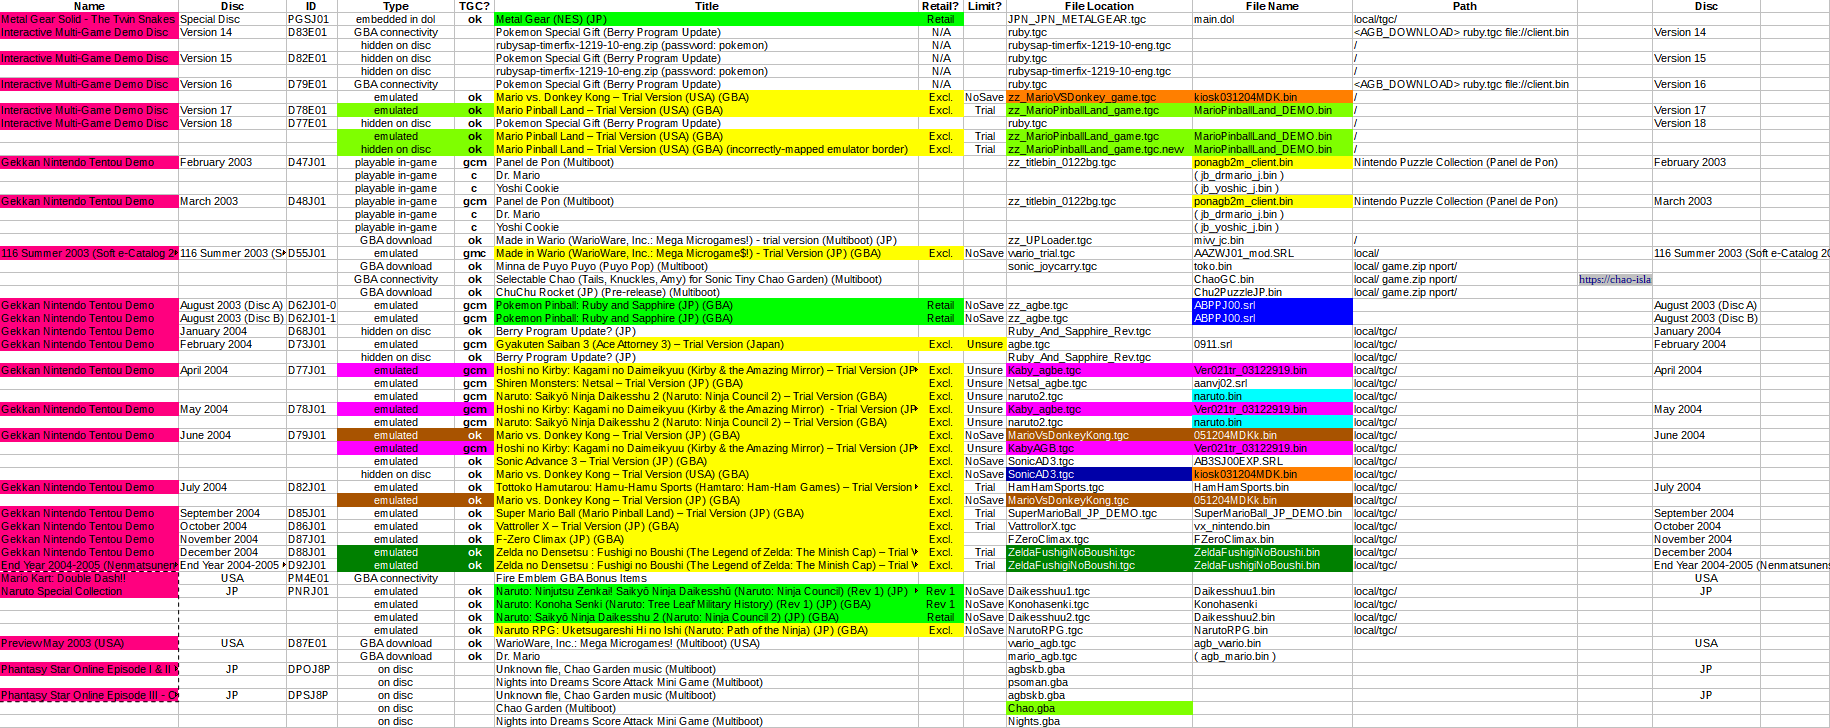 Name Disc ID Type TGC? Title Retail? Limit? File Location File Name Path Disc
Metal Gear Solid - The Twin Snakes Special Disc PGSJ01 embedded in dol ok Metal Gear (NES) (JP) Retail JPN_JPN_METALGEAR.tgc main.dol local/tgc/
Interactive Multi-Game Demo Disc Version 14 D83E01 GBA connectivity Pokemon Special Gift (Berry Program Update) N/A ruby.tgc <AGB_DOWNLOAD> ruby.tgc file://client.bin Version 14
hidden on disc rubysap-timerfix-1219-10-eng.zip (password: pokemon) N/A rubysap-timerfix-1219-10-eng.tgc /
Interactive Multi-Game Demo Disc Version 15 D82E01 Pokemon Special Gift (Berry Program Update) N/A ruby.tgc / Version 15
hidden on disc rubysap-timerfix-1219-10-eng.zip (password: pokemon) N/A rubysap-timerfix-1219-10-eng.tgc /
Interactive Multi-Game Demo Disc Version 16 D79E01 GBA connectivity Pokemon Special Gift (Berry Program Update) N/A ruby.tgc <AGB_DOWNLOAD> ruby.tgc file://client.bin Version 16
emulated ok Mario vs. Donkey Kong – Trial Version (USA) (GBA) Excl. NoSave zz_MarioVSDonkey_game.tgc kiosk031204MDK.bin /
Interactive Multi-Game Demo Disc Version 17 D78E01 emulated ok Mario Pinball Land – Trial Version (USA) (GBA) Excl. Trial zz_MarioPinballLand_game.tgc MarioPinballLand_DEMO.bin / Version 17
Interactive Multi-Game Demo Disc Version 18 D77E01 hidden on disc ok Pokemon Special Gift (Berry Program Update) ruby.tgc / Version 18
emulated ok Mario Pinball Land – Trial Version (USA) (GBA) Excl. Trial zz_MarioPinballLand_game.tgc MarioPinballLand_DEMO.bin /
hidden on disc ok Mario Pinball Land – Trial Version (USA) (GBA) (incorrectly-mapped emulator border) Excl. Trial zz_MarioPinballLand_game.tgc.neww MarioPinballLand_DEMO.bin /
Gekkan Nintendo Tentou Demo February 2003 D47J01 playable in-game gcm Panel de Pon (Multiboot) zz_titlebin_0122bg.tgc ponagb2m_client.bin Nintendo Puzzle Collection (Panel de Pon) February 2003
playable in-game c Dr. Mario ( jb_drmario_j.bin )
playable in-game c Yoshi Cookie ( jb_yoshic_j.bin )
Gekkan Nintendo Tentou Demo March 2003 D48J01 playable in-game gcm Panel de Pon (Multiboot) zz_titlebin_0122bg.tgc ponagb2m_client.bin Nintendo Puzzle Collection (Panel de Pon) March 2003
playable in-game c Dr. Mario ( jb_drmario_j.bin )
playable in-game c Yoshi Cookie ( jb_yoshic_j.bin )
GBA download ok Made in Wario (WarioWare, Inc.: Mega Microgames!) - trial version (Multiboot) (JP) zz_UPLoader.tgc miw_jc.bin /
116 Summer 2003 (Soft e-Catalog 2 116 Summer 2003 (S D55J01 emulated gmc Made in Wario (WarioWare, Inc.: Mega Microgame$!) – trial version (JP) (GBA) Excl. NoSave wario_trial.tgc AAZWJ01_mod.SRL local/ 116 Summer 2003 (Soft e-Catalog 20
GBA download ok Minna de Puyo Puyo (Puyo Pop) (Multiboot) sonic_joycarry.tgc toko.bin local/ game.zip nport/
GBA connectivity ok Selectable Chao (Tails, Knuckles, Amy) for Sonic Tiny Chao Garden) (Multiboot) ChaoGC.bin local/ game.zip nport/ https://chao-isla
GBA download ok ChuChu Rocket (JP) (Pre-release) (Multiboot) Chu2PuzzleJP.bin local/ game.zip nport/
Gekkan Nintendo Tentou Demo August 2003 (Disc A) D62J01-0 emulated gcm Pokemon Pinball: Ruby and Sapphire (JP) (GBA) Retail NoSave zz_agbe.tgc ABPPJ00.srl August 2003 (Disc A)
Gekkan Nintendo Tentou Demo August 2003 (Disc B) D62J01-1 emulated gcm Pokemon Pinball: Ruby and Sapphire (JP) (GBA) Retail NoSave zz_agbe.tgc ABPPJ00.srl August 2003 (Disc B)
Gekkan Nintendo Tentou Demo January 2004 D68J01 hidden on disc ok Berry Program Update? (JP) Ruby_And_Sapphire_Rev.tgc local/tgc/ January 2004
Gekkan Nintendo Tentou Demo February 2004 D73J01 emulated gcm Gyakuten Saiban 3 (Ace Attorney 3) – Trial Version (Japan) Excl. Unsure agbe.tgc 0911.srl local/tgc/ February 2004
hidden on disc ok Berry Program Update? (JP) Ruby_And_Sapphire_Rev.tgc local/tgc/
Gekkan Nintendo Tentou Demo April 2004 D77J01 emulated gcm Hoshi no Kirby: Kagami no Daimeikyuu (Kirby & the Amazing Mirror) – Trial Version (JP Excl. Unsure Kaby_agbe.tgc Ver021tr_03122919.bin local/tgc/ April 2004
emulated gcm Shiren Monsters: Netsal – Trial Version (JP) (GBA) Excl. Unsure Netsal_agbe.tgc aanvj02.srl local/tgc/
emulated gcm Naruto: Saikyō Ninja Daikesshu 2 (Naruto: Ninja Council 2) – Trial Version (GBA) Excl. Unsure naruto2.tgc naruto.bin local/tgc/
Gekkan Nintendo Tentou Demo May 2004 D78J01 emulated gcm Hoshi no Kirby: Kagami no Daimeikyuu (Kirby & the Amazing Mirror) - Trial Version (JP Excl. Unsure Kaby_agbe.tgc Ver021tr_03122919.bin local/tgc/ May 2004
emulated gcm Naruto: Saikyō Ninja Daikesshu 2 (Naruto: Ninja Council 2) – Trial Version (GBA) Excl. Unsure naruto2.tgc naruto.bin local/tgc/
Gekkan Nintendo Tentou Demo June 2004 D79J01 emulated ok Mario vs. Donkey Kong – Trial Version (JP) (GBA) Excl. NoSave MarioVsDonkeyKong.tgc 051204MDKk.bin local/tgc/ June 2004
emulated gcm Hoshi no Kirby: Kagami no Daimeikyuu (Kirby & the Amazing Mirror) – Trial Version (JP Excl. Unsure KabyAGB.tgc Ver021tr_03122919.bin local/tgc/
emulated ok Sonic Advance 3 – Trial Version (JP) (GBA) Excl. NoSave SonicAD3.tgc AB3SJ00EXP.SRL local/tgc/
hidden on disc ok Mario vs. Donkey Kong – Trial Version (USA) (GBA) Excl. NoSave SonicAD3.tgc kiosk031204MDK.bin local/tgc/
Gekkan Nintendo Tentou Demo July 2004 D82J01 emulated ok Tottoko Hamutarou: Hamu-Hamu Sports (Hamtaro: Ham-Ham Games) – Trial Version Excl. Trial HamHamSports.tgc HamHamSports.bin local/tgc/ July 2004
emulated ok Mario vs. Donkey Kong – Trial Version (JP) (GBA) Excl. NoSave MarioVsDonkeyKong.tgc 051204MDKk.bin local/tgc/
Gekkan Nintendo Tentou Demo September 2004 D85J01 emulated ok Super Mario Ball (Mario Pinball Land) – Trial Version (JP) (GBA) Excl. Trial SuperMarioBall_JP_DEMO.tgc SuperMarioBall_JP_DEMO.bin local/tgc/ September 2004
Gekkan Nintendo Tentou Demo October 2004 D86J01 emulated ok Vattroller X – Trial Version (JP) (GBA) Excl. Trial VattrollorX.tgc vx_nintendo.bin local/tgc/ October 2004
Gekkan Nintendo Tentou Demo November 2004 D87J01 emulated ok F-Zero Climax (JP) (GBA) Excl. FZeroClimax.tgc FZeroClimax.bin local/tgc/ November 2004
Gekkan Nintendo Tentou Demo December 2004 D88J01 emulated ok Zelda no Densetsu : Fushigi no Boushi (The Legend of Zelda: The Minish Cap) – Trial V Excl. Trial ZeldaFushigiNoBoushi.tgc ZeldaFushigiNoBoushi.bin local/tgc/ December 2004
End Year 2004-2005 (Nenmatsunen End Year 2004-2005 D92J01 emulated ok Zelda no Densetsu : Fushigi no Boushi (The Legend of Zelda: The Minish Cap) – Trial V Excl. Trial ZeldaFushigiNoBoushi.tgc ZeldaFushigiNoBoushi.bin local/tgc/ End Year 2004-2005 (Nenmatsunens
Mario Kart: Double Dash!! USA PM4E01 GBA connectivity Fire Emblem GBA Bonus Items USA
Naruto Special Collection JP PNRJ01 emulated ok Naruto: Ninjutsu Zenkai! Saikyō Ninja Daikesshū (Naruto: Ninja Council) (Rev 1) (JP) Rev 1 NoSave Daikesshuu1.tgc Daikesshuu1.bin local/tgc/ JP
emulated ok Naruto: Konoha Senki (Naruto: Tree Leaf Military History) (Rev 1) (JP) (GBA) Rev 1 NoSave Konohasenki.tgc Konohasenki local/tgc/
emulated ok Naruto: Saikyō Ninja Daikesshu 2 (Naruto: Ninja Council 2) (JP) (GBA) Retail NoSave Daikesshuu2.tgc Daikesshuu2.bin local/tgc/
emulated ok Naruto RPG: Uketsugareshi Hi no Ishi (Naruto: Path of the Ninja) (JP) (GBA) Excl. NoSave NarutoRPG.tgc NarutoRPG.bin local/tgc/
Preview May 2003 (USA) USA D87E01 GBA download ok WarioWare, Inc.: Mega Microgames! (Multiboot) (USA) wario_agb.tgc agb_wario.bin USA
GBA download ok Dr. Mario mario_agb.tgc ( agb_mario.bin )
Phantasy Star Online Episode I & II JP DPOJ8P on disc Unknown file, Chao Garden music (Multiboot) agbskb.gba JP
on disc Nights into Dreams Score Attack Mini Game (Multiboot) psoman.gba
Phantasy Star Online Episode III - C JP DPSJ8P on disc Unknown file, Chao Garden music (Multiboot) agbskb.gba JP
on disc Chao Garden (Multiboot) Chao.gba
on disc Nights into Dreams Score Attack Mini Game (Multiboot) Nights.gba